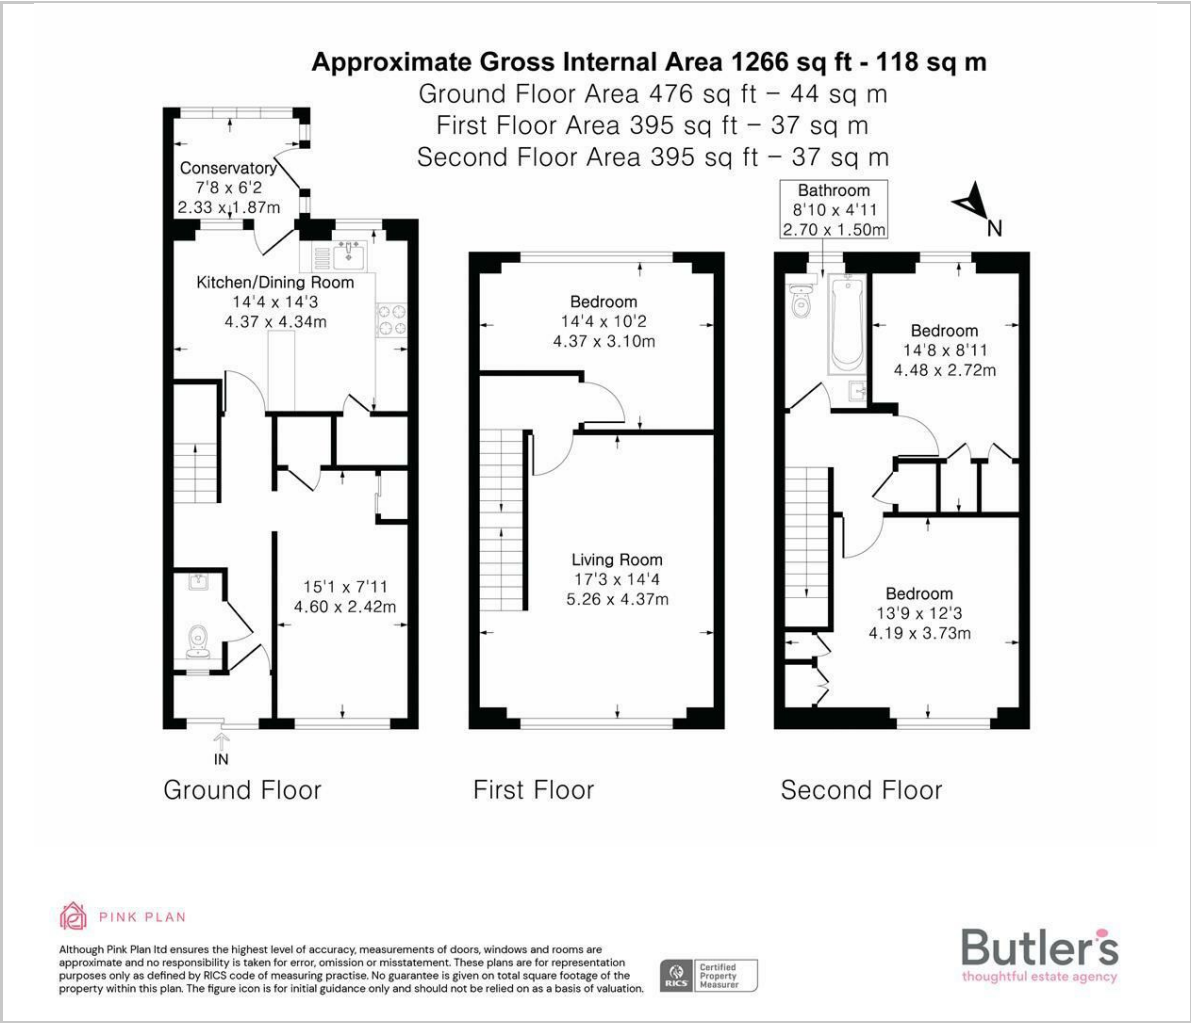 Approximate Gross Internal Area 1266 sq ft - 118 sq m
Ground Floor Area 476 sq ft – 44 sq m
First Floor Area 395 sq ft – 37 sq m
Second Floor Area 395 sq ft – 37 sq m
Conservatory
7'8 x 6'2
2.33 x 1.87m
Kitchen/Dining Room
14'4 x 14'3
4.37 x 4.34m
15'1 x 7'11
4.60 x 2.42m
IN
Ground Floor
Bedroom
14'4 x 10'2
4.37 x 3.10m
Living Room
17'3 x 14'4
5.26 x 4.37m
First Floor
Bathroom
8'10 x 4'11
2.70 x 1.50m
N
Bedroom
14'8 x 8'11
4.48 x 2.72m
Bedroom
13'9 x 12'3
4.19 x 3.73m
Second Floor
PINK PLAN
Although Pink Plan ltd ensures the highest level of accuracy, measurements of doors, windows and rooms are
approximate and no responsibility is taken for error, omission or misstatement. These plans are for representation
purposes only as defined by RICS code of measuring practise. No guarantee is given on total square footage of the
property within this plan. The figure icon is for initial guidance only and should not be relied on as a basis of valuation.
RICS
Certified
Property
Measurer
Butler's
thoughtful estate agency